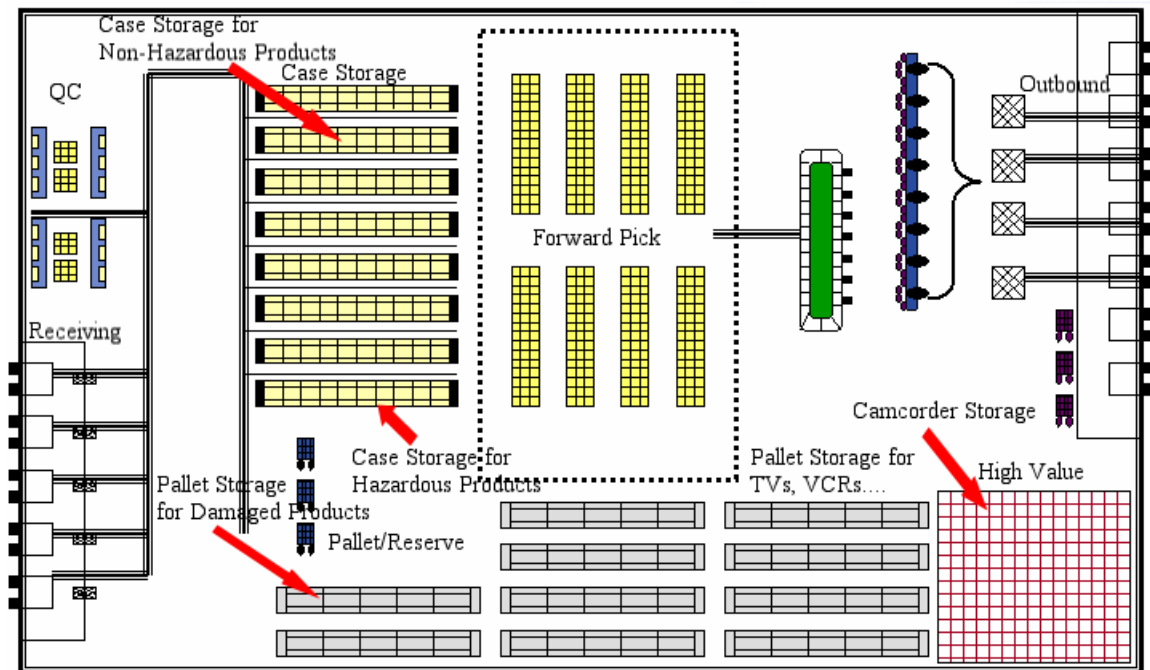 Case Storage for
Non-Hazardous Products
Case Storage
QC
Outbound
Forward Pick
Receiving
Camcorder Storage
Case Storage for
Hazardous Products
Pallet Storage for
TVs, VCRs....
High Value
Pallet Storage
for Damaged Products
Pallet/Reserve